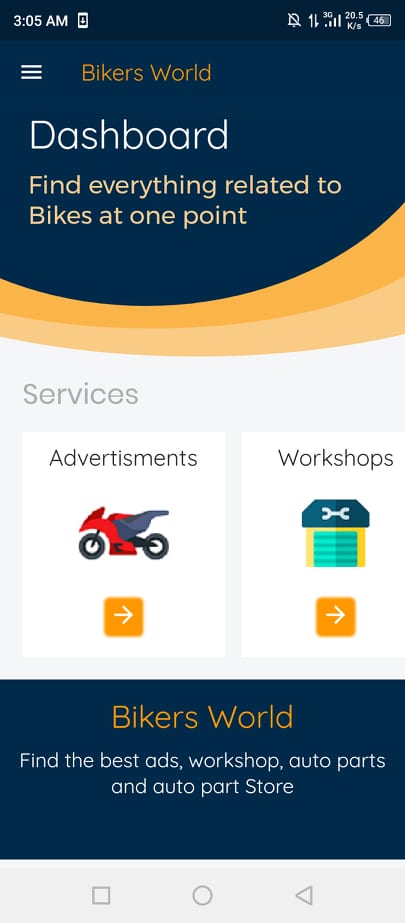 3:05 AM 3G 20.5 K/s 46
Bikers World
Dashboard
Find everything related to
Bikes at one point
Services
Advertisments
Workshops
Bikers World
Find the best ads, workshop, auto parts
and auto part Store